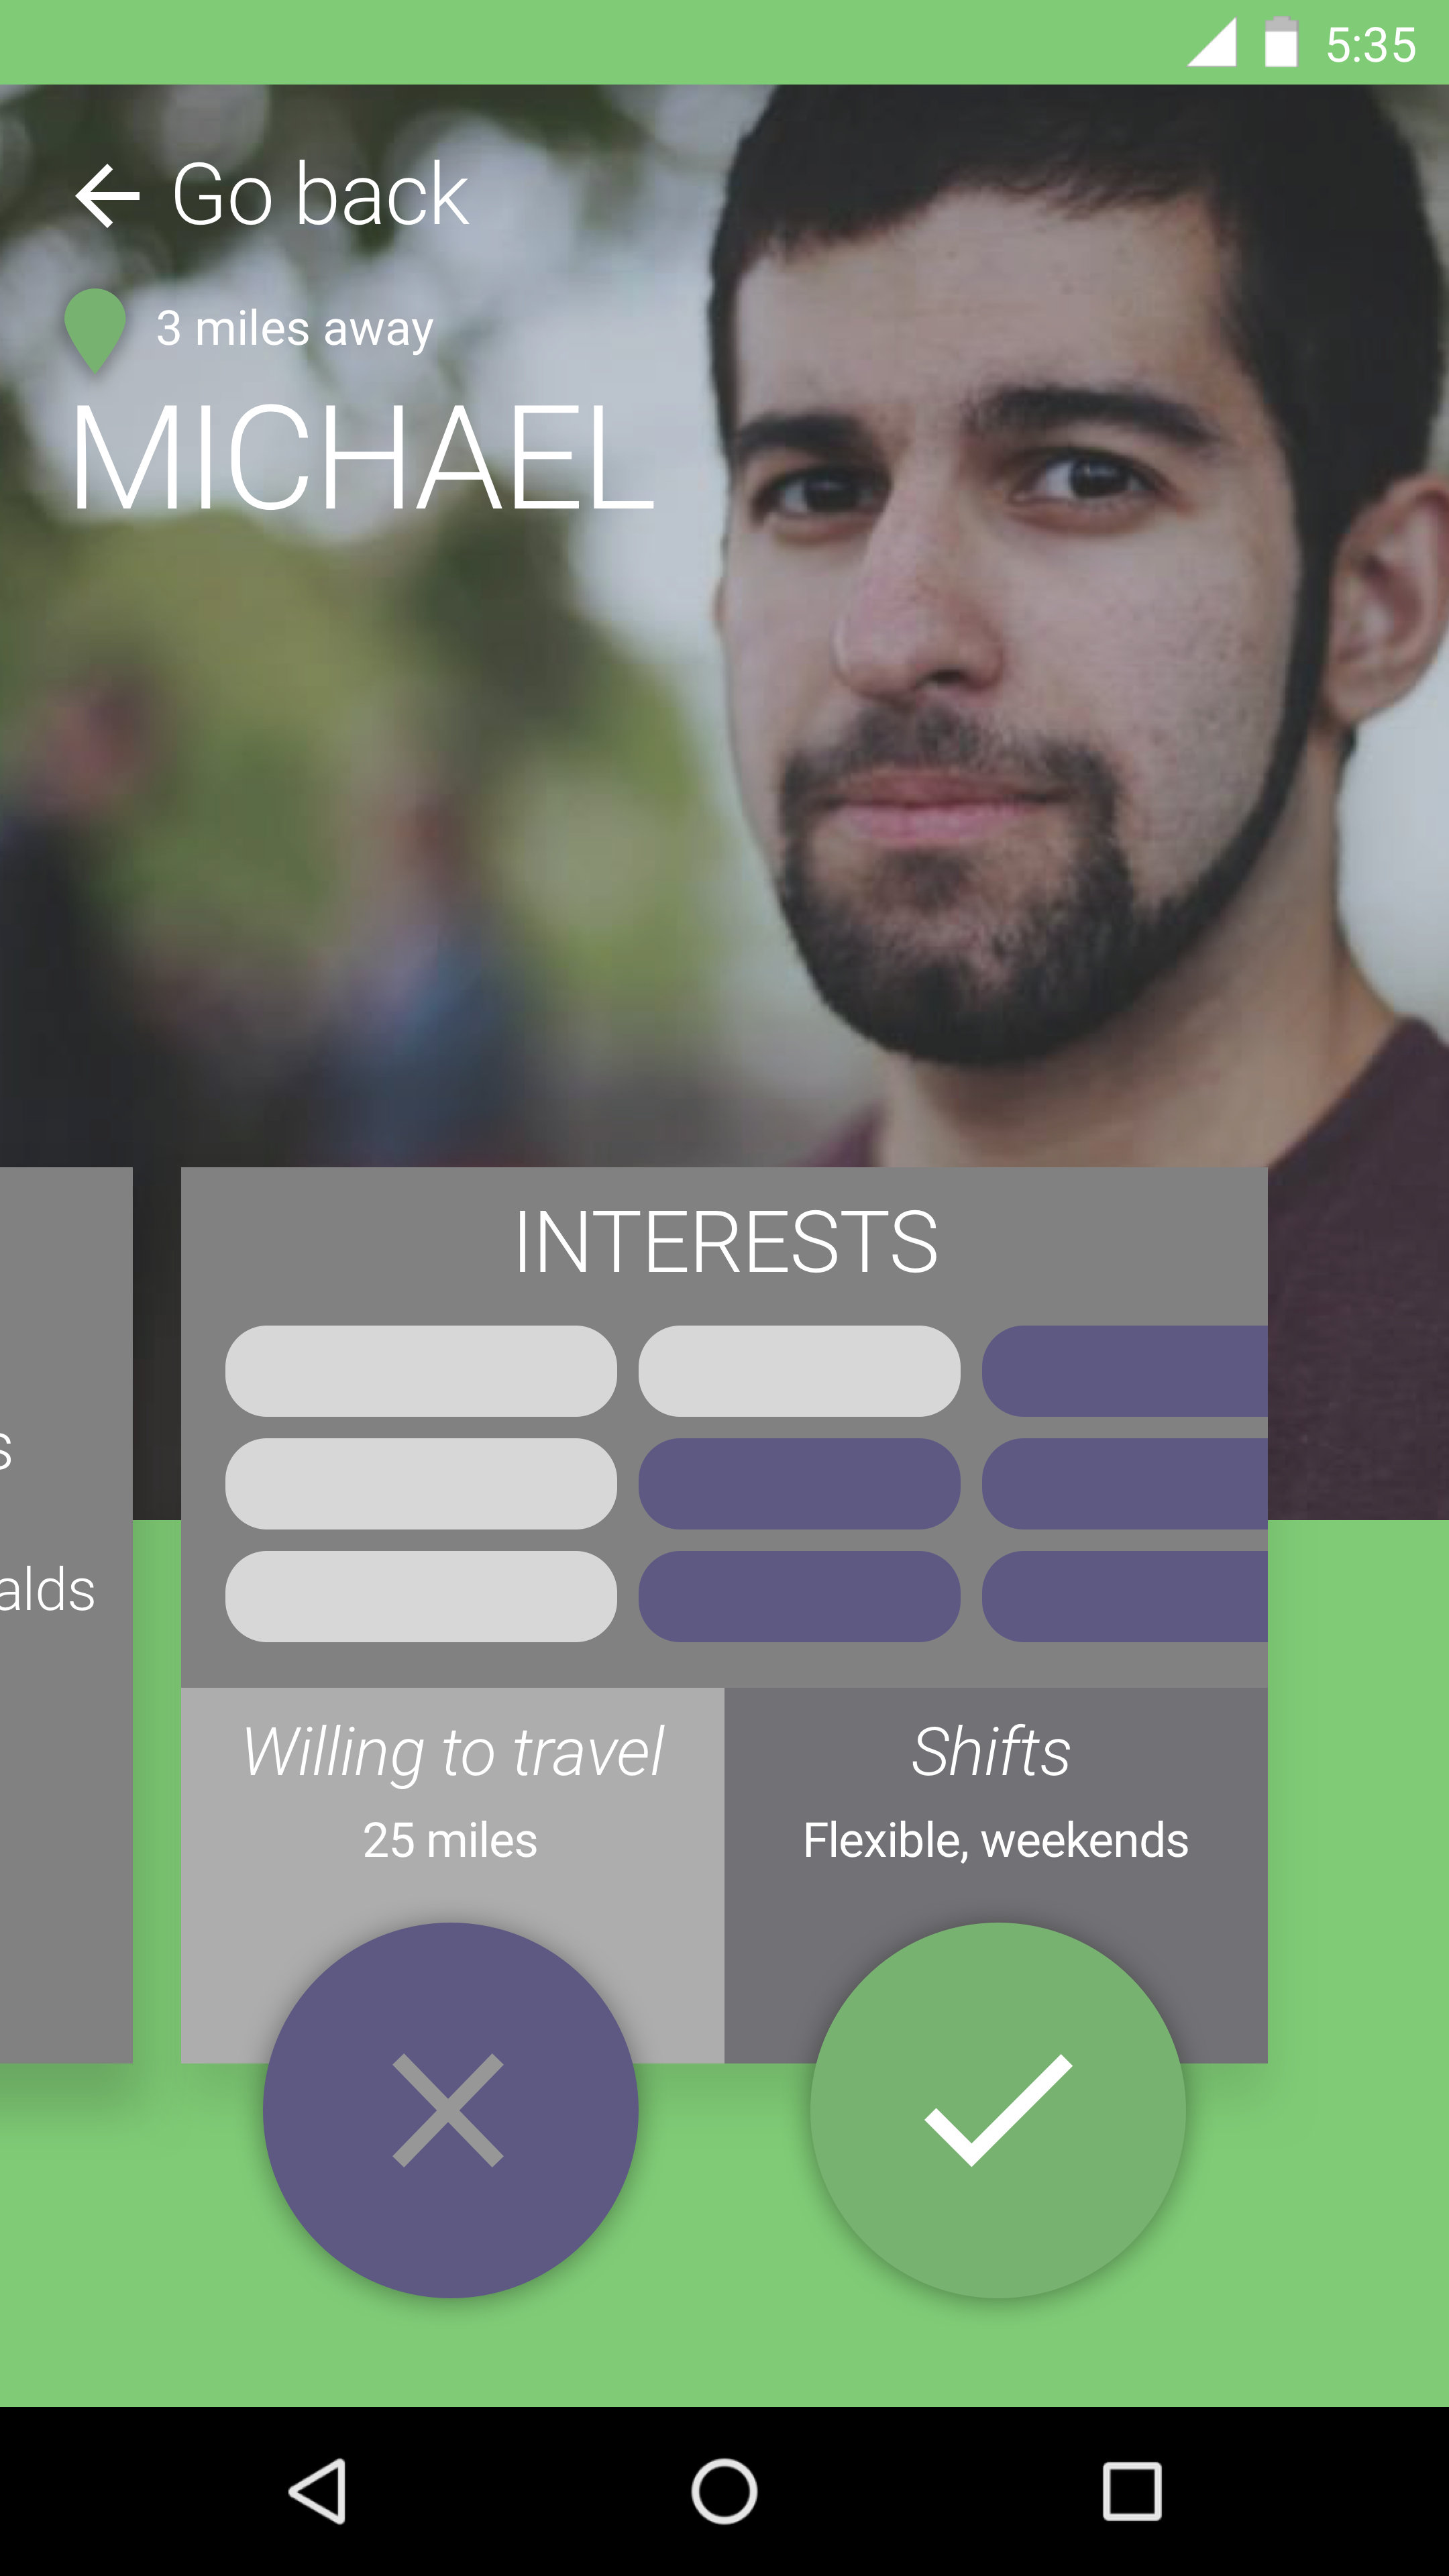 5:35
Go back
3 miles away
MICHAEL
INTERESTS
s
alds
Willing to travel
25 miles
Shifts
Flexible, weekends